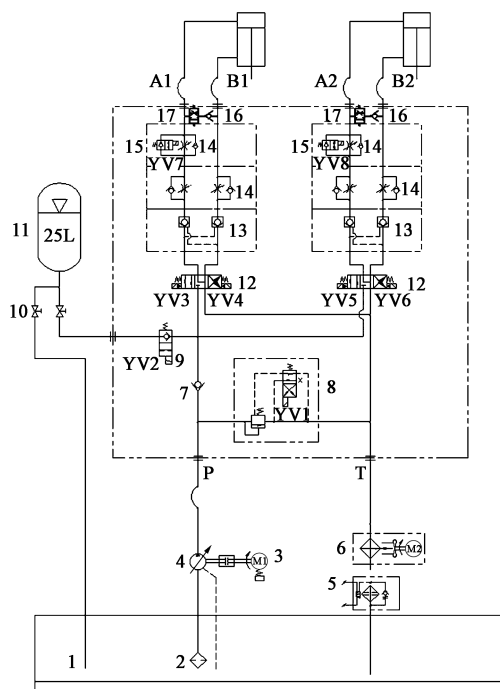 A1 B1 A2 B2
17 16 17 16
15 14 15 14
YV7 YV8
14 14
11 25L 13 13
12 12
YV3 YV4 YV5 YV6
10
YV2 9
7 8
YV1
P T
4 M1 3 6 M2
5
1 2